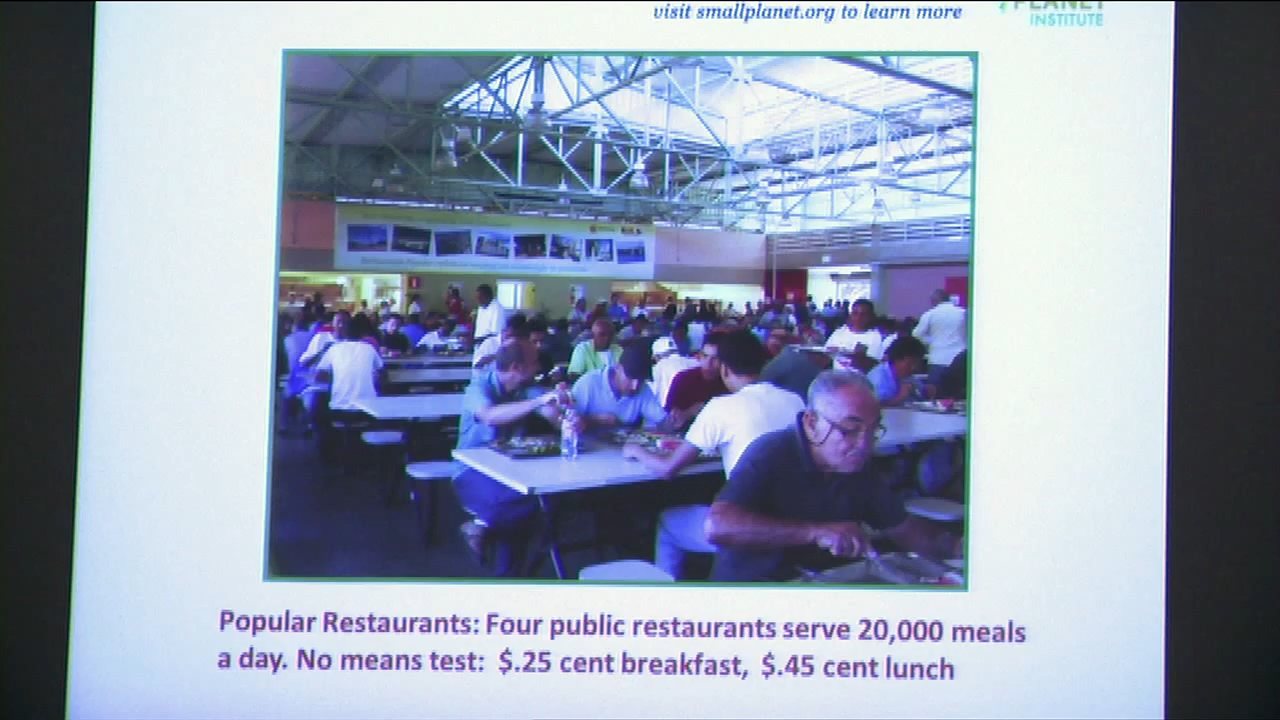 visit smallplanet.org to learn more
PLANET
INSTITUTE
Popular Restaurants: Four public restaurants serve 20,000 meals
a day. No means test: $.25 cent breakfast, $.45 cent lunch